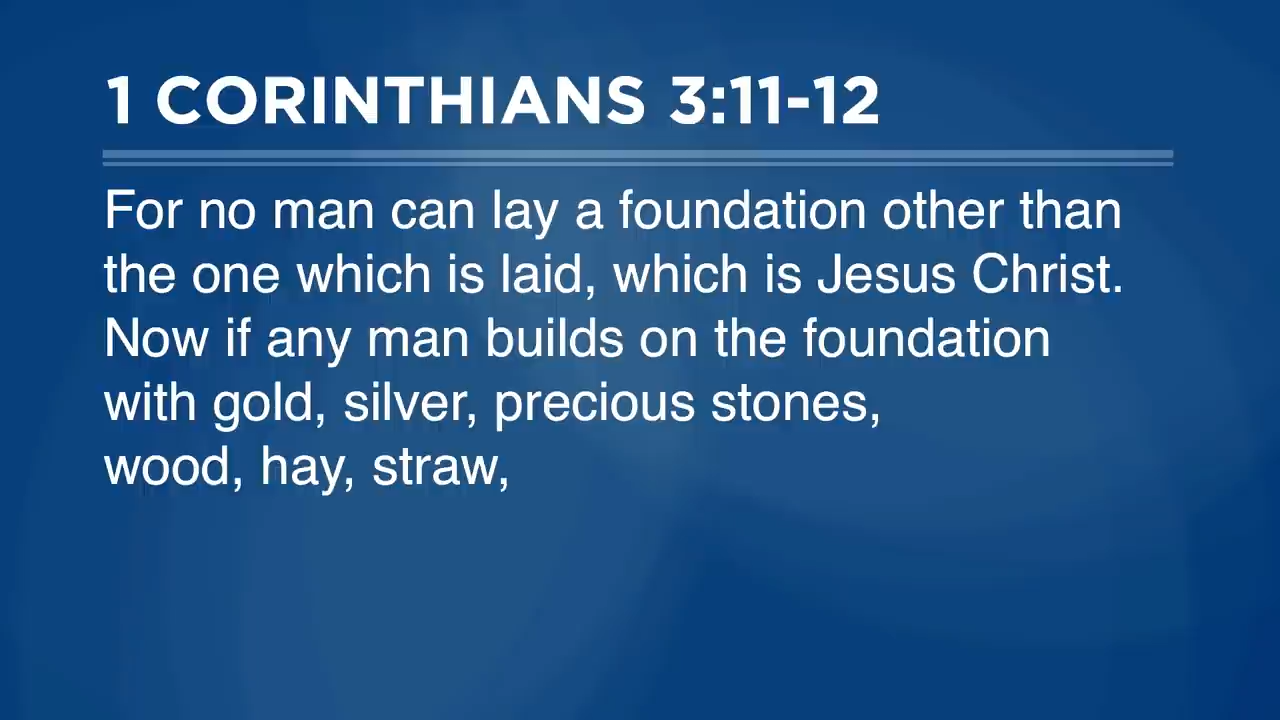 1 CORINTHIANS 3:11-12
For no man can lay a foundation other than
the one which is laid, which is Jesus Christ.
Now if any man builds on the foundation
with gold, silver, precious stones,
wood, hay, straw,